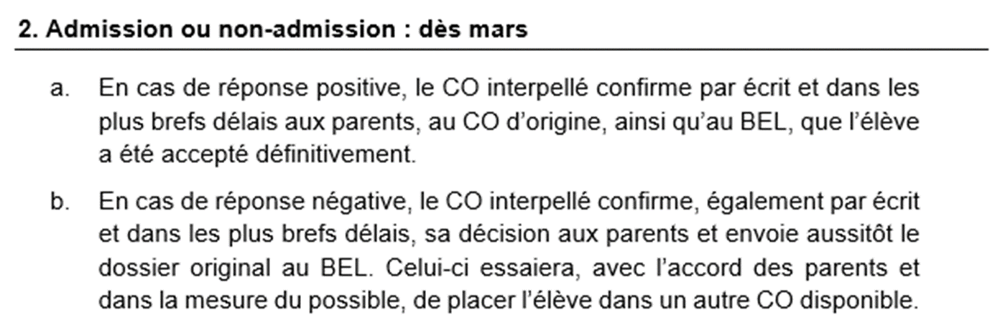 2. Admission ou non-admission : dès mars
a. En cas de réponse positive, le CO interpellé confirme par écrit et dans les
plus brefs délais aux parents, au CO d’origine, ainsi qu’au BEL, que l’élève
a été accepté définitivement.
b. En cas de réponse négative, le CO interpellé confirme, également par écrit
et dans les plus brefs délais, sa décision aux parents et envoie aussitôt le
dossier original au BEL. Celui-ci essaiera, avec l’accord des parents et
dans la mesure du possible, de placer l’élève dans un autre CO disponible.